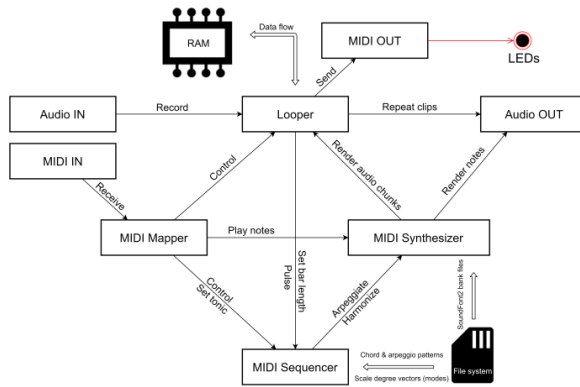 Data flow
RAM
MIDI OUT
LEDs
Send
Audio IN
Record
Looper
Repeat clips
Audio OUT
MIDI IN
Receive
Control
Render audio chunks
Render notes
MIDI Mapper
Play notes
MIDI Synthesizer
Set bar length
Pulse
Control
Set tonic
Arpeggiate
Harmonize
SoundFont2 bank files
MIDI Sequencer
Chord & arpeggio patterns
Scale degree vectors (modes)
File system